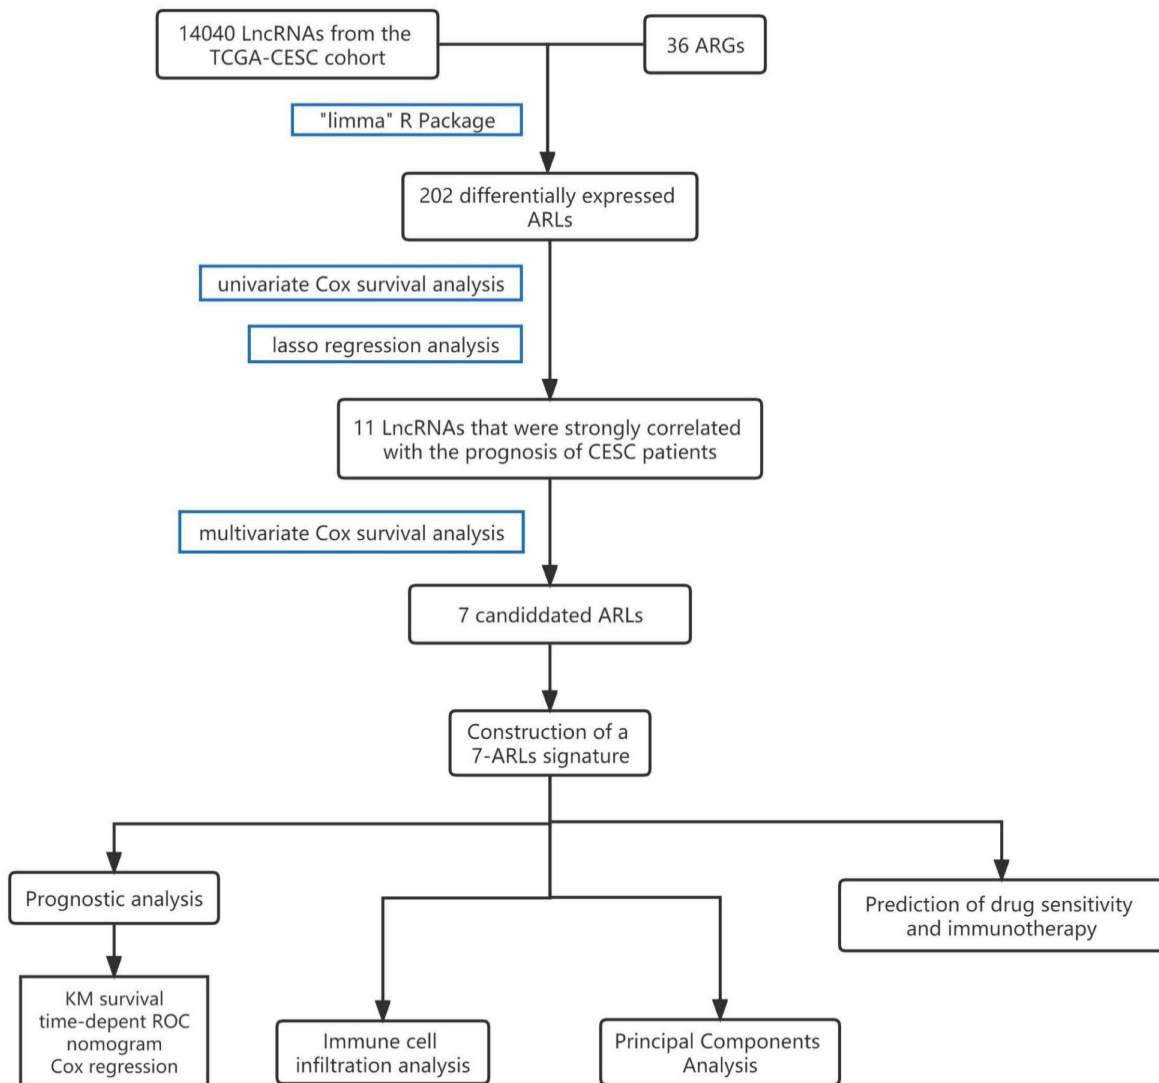 14040 LncRNAs from the
TCGA-CESC cohort
36 ARGs
"limma" R Package
202 differentially expressed
ARLs
univariate Cox survival analysis
lasso regression analysis
11 LncRNAs that were strongly correlated
with the prognosis of CESC patients
multivariate Cox survival analysis
7 candiddated ARLs
Construction of a
7-ARLs signature
Prognostic analysis
Prediction of drug sensitivity
and immunotherapy
KM survival
time-depent ROC
nomogram
Cox regression
Immune cell
infiltration analysis
Principal Components
Analysis